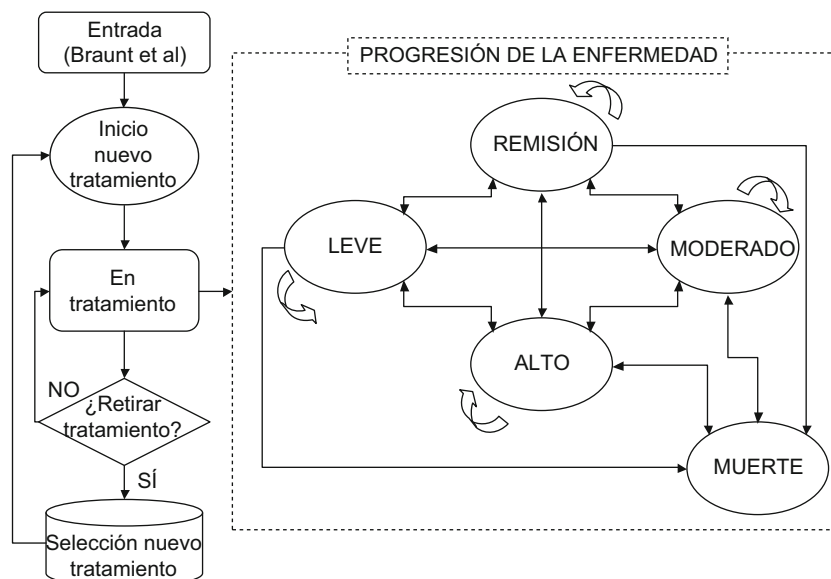 Entrada
(Braunt et al)
Inicio
nuevo
tratamiento
En
tratamiento
NO
¿Retirar
tratamiento?
SÍ
Selección nuevo
tratamiento
PROGRESIÓN DE LA ENFERMEDAD
REMISIÓN
LEVE
MODERADO
ALTO
MUERTE